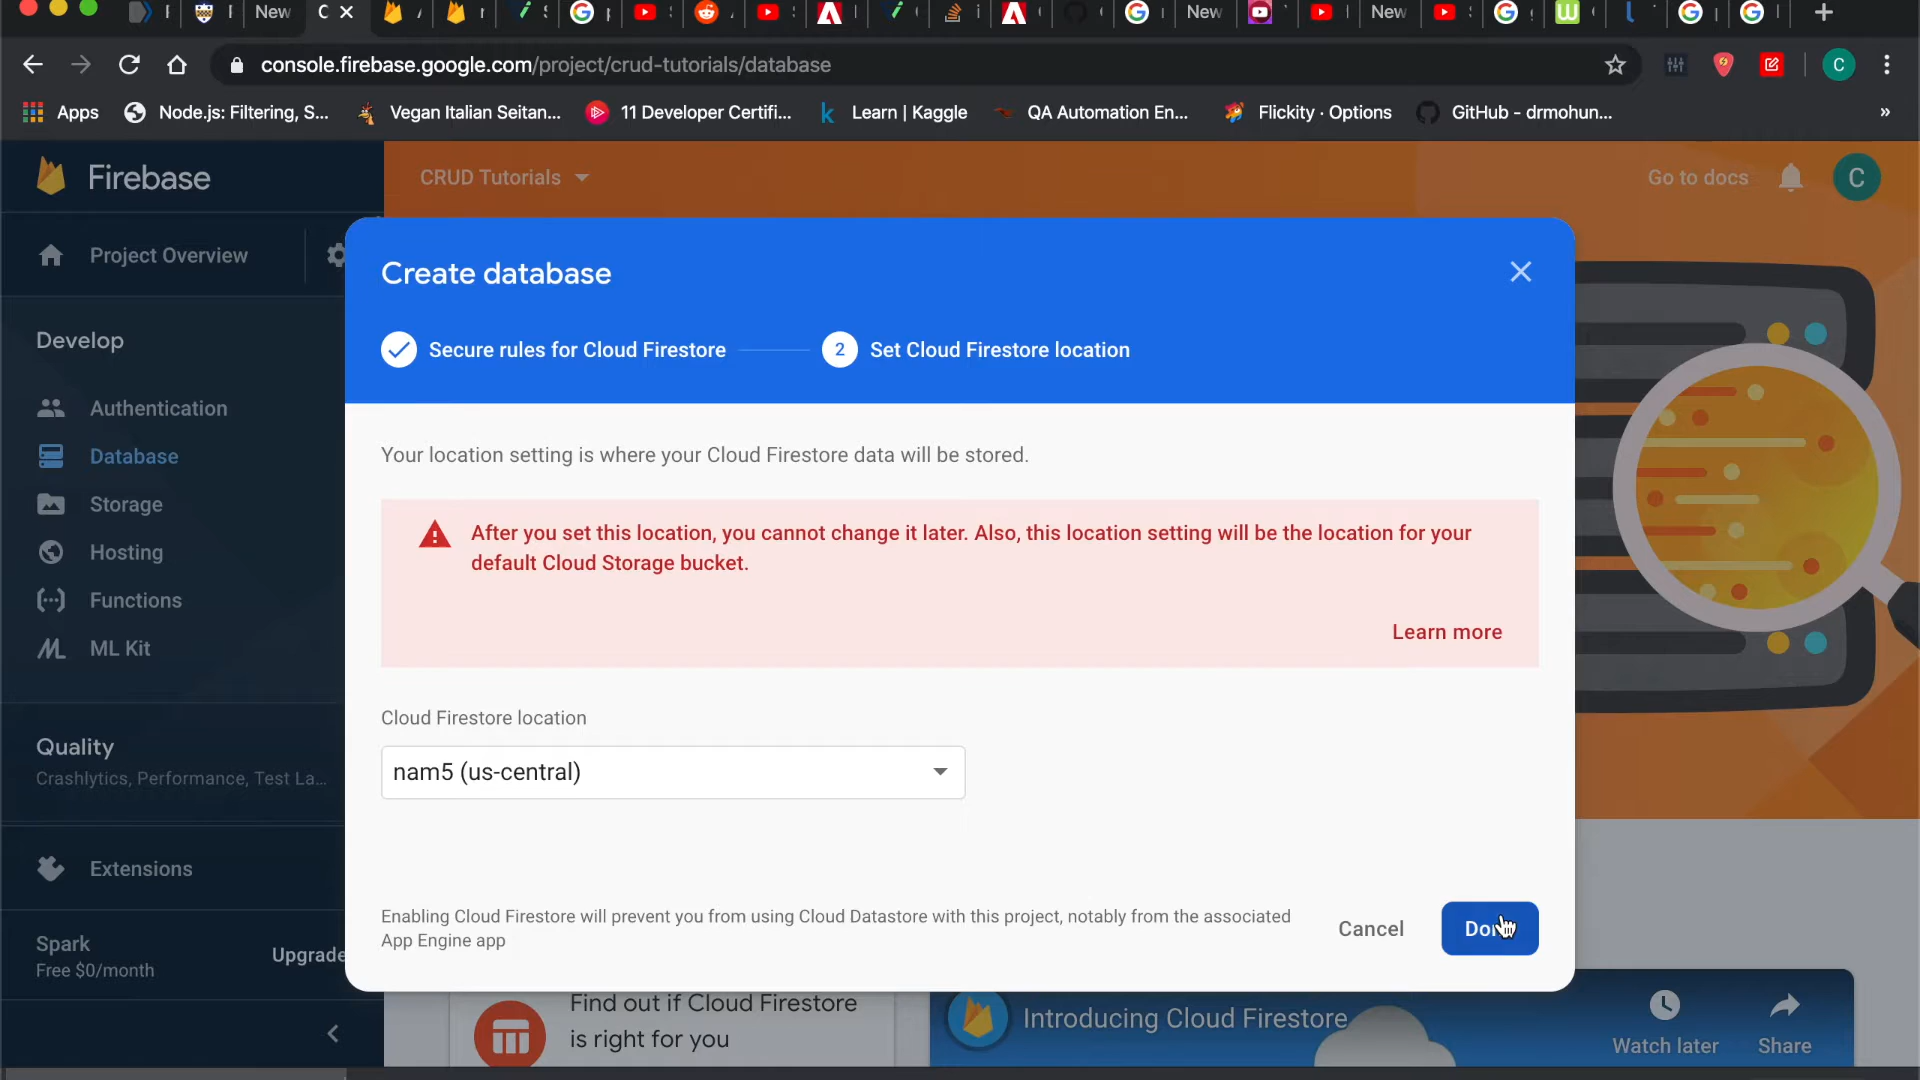 New
New
New
console.firebase.google.com/project/crud-tutorials/database
C
Apps
Node.js: Filtering, S...
Vegan Italian Seitan...
11 Developer Certifi...
Learn | Kaggle
QA Automation En...
Flickity · Options
GitHub - drmohun...
»
Firebase
CRUD Tutorials
Go to docs
C
Project Overview
Create database
Secure rules for Cloud Firestore
2 Set Cloud Firestore location
Develop
Authentication
Database
Storage
Hosting
Functions
ML Kit
Your location setting is where your Cloud Firestore data will be stored.
After you set this location, you cannot change it later. Also, this location setting will be the location for your
default Cloud Storage bucket.
Learn more
Cloud Firestore location
nam5 (us-central)
Quality
Crashlytics, Performance, Test La...
Extensions
Enabling Cloud Firestore will prevent you from using Cloud Datastore with this project, notably from the associated
App Engine app
Cancel
Spark
Free $0/month
Upgrade
Find out if Cloud Firestore
is right for you
Introducing Cloud Firestore
Watch later
Share